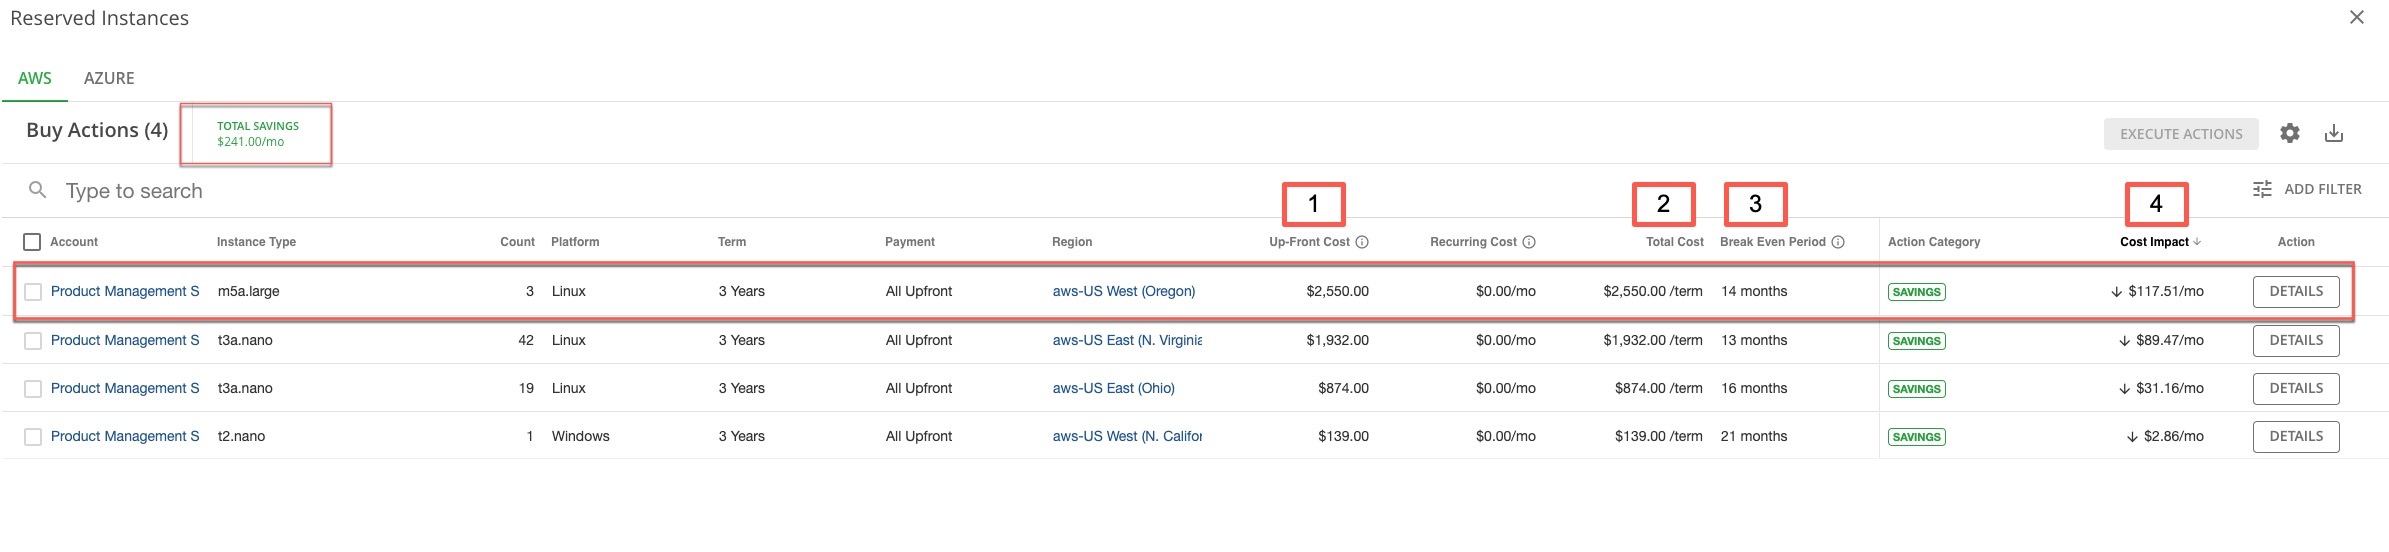 Reserved Instances
AWS AZURE
Buy Actions (4) TOTAL SAVINGS EXECUTE ACTIONS
$241.00/mo
Type to search 1 2 3 4 ADD FILTER
Account Instance Type Count Platform Term Payment Region Up-Front Cost Recurring Cost Total Cost Break Even Period Action Category Cost Impact ↓ Action
Product Management S m5a.large 3 Linux 3 Years All Upfront aws-US West (Oregon) $2,550.00 $0.00/mo $2,550.00 /term 14 months SAVINGS ↓ $117.51/mo DETAILS
Product Management S t3a.nano 42 Linux 3 Years All Upfront aws-US East (N. Virginia $1,932.00 $0.00/mo $1,932.00 /term 13 months SAVINGS ↓ $89.47/mo DETAILS
Product Management S t3a.nano 19 Linux 3 Years All Upfront aws-US East (Ohio) $874.00 $0.00/mo $874.00 /term 16 months SAVINGS ↓ $31.16/mo DETAILS
Product Management S t2.nano 1 Windows 3 Years All Upfront aws-US West (N. Califor $139.00 $0.00/mo $139.00 /term 21 months SAVINGS ↓ $2.86/mo DETAILS